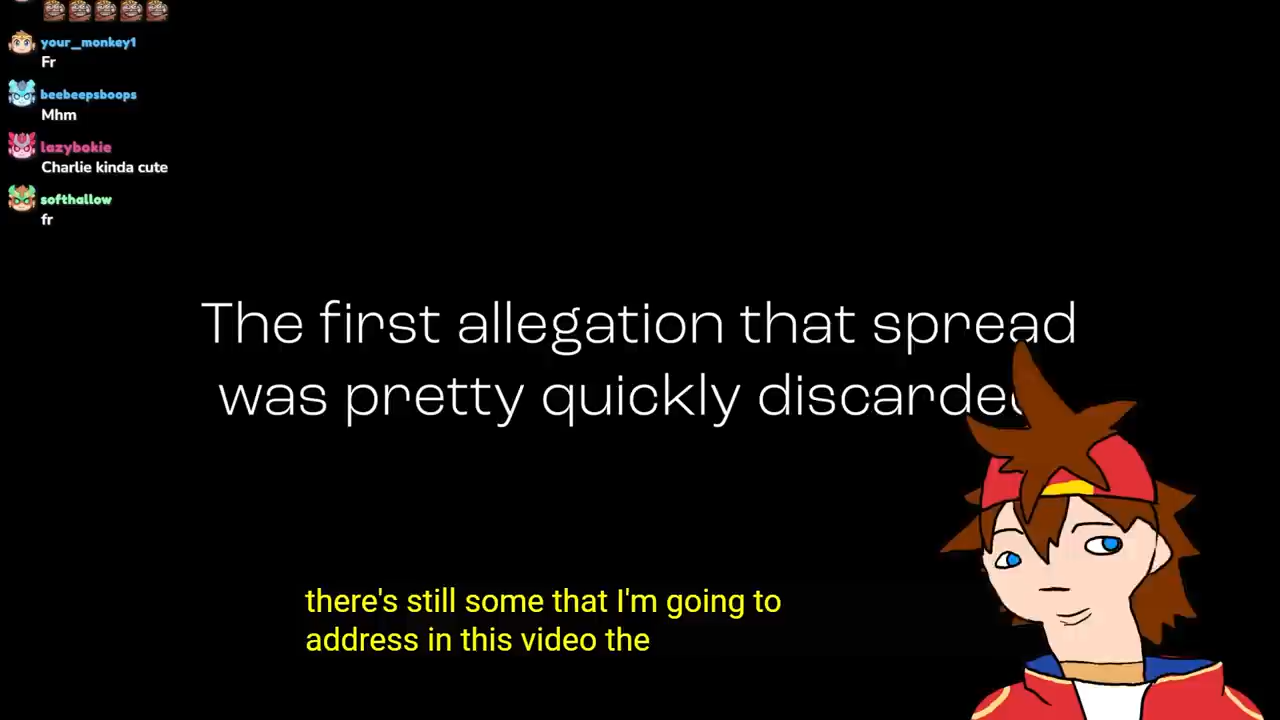 your_monkey1
Fr
beebeepsboops
Mhm
lazybokie
Charlie kinda cute
softhallow
fr
The first allegation that spread
was pretty quickly discarded
there's still some that I'm going to
address in this video the